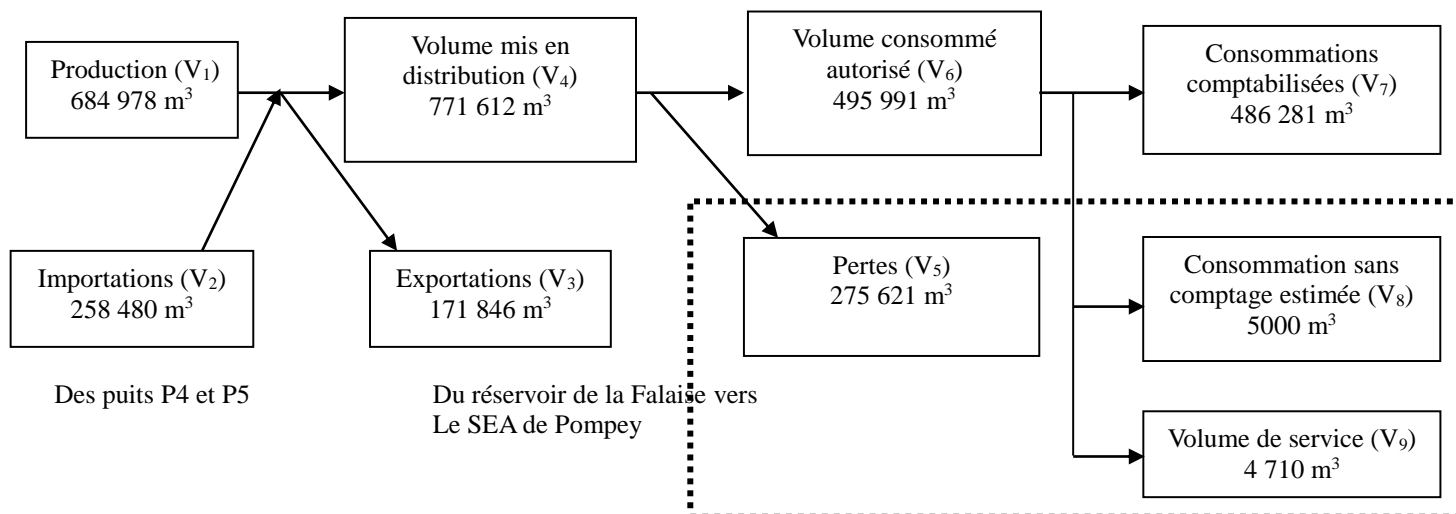 Production (V₁)
684 978 m³
Volume mis en
distribution (V₄)
771 612 m³
Volume consommé
autorisé (V₆)
495 991 m³
Consommations
comptabilisées (V₇)
486 281 m³
Importations (V₂)
258 480 m³
Exportations (V₃)
171 846 m³
Pertes (V₅)
275 621 m³
Consommation sans
comptage estimée (V₈)
5000 m³
Des puits P4 et P5
Du réservoir de la Falaise vers
Le SEA de Pompey
Volume de service (V₉)
4 710 m³